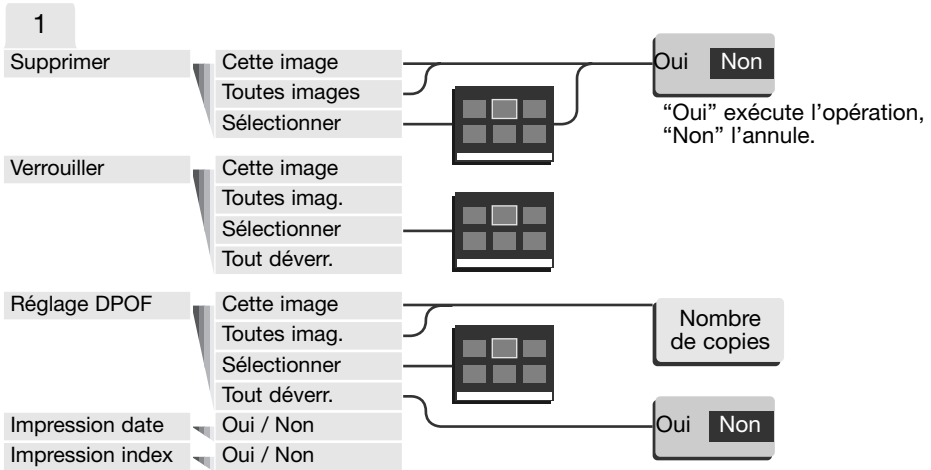 1
Supprimer
Cette image
Toutes images
Sélectionner
Oui Non
“Oui” exécute l’opération,
“Non” l’annule.
Verrouiller
Cette image
Toutes imag.
Sélectionner
Tout déverr.
Réglage DPOF
Cette image
Toutes imag.
Sélectionner
Tout déverr.
Nombre
de copies
Oui Non
Impression date
Oui / Non
Impression index
Oui / Non